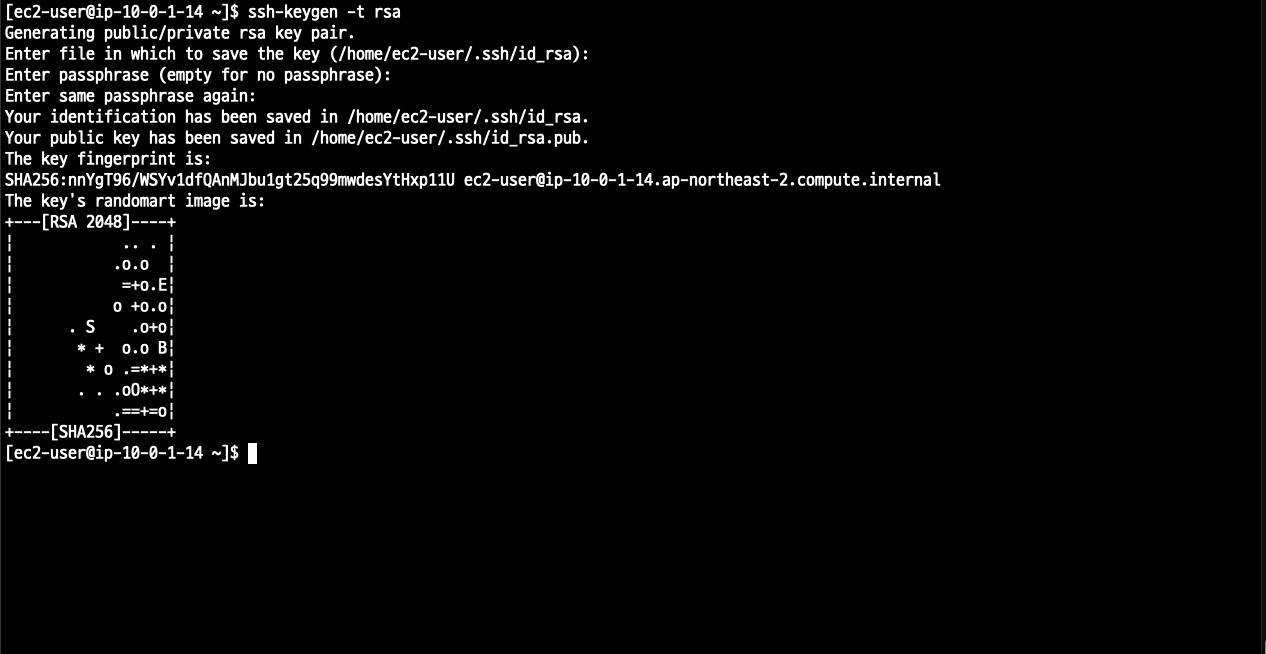 [ec2-user@ip-10-0-1-14 ~]$ ssh-keygen -t rsa
Generating public/private rsa key pair.
Enter file in which to save the key (/home/ec2-user/.ssh/id_rsa):
Enter passphrase (empty for no passphrase):
Enter same passphrase again:
Your identification has been saved in /home/ec2-user/.ssh/id_rsa.
Your public key has been saved in /home/ec2-user/.ssh/id_rsa.pub.
The key fingerprint is:
SHA256:nnYgT96/WSYv1dfQAnMJbu1gt25q99mwdesYtHxp11U ec2-user@ip-10-0-1-14.ap-northeast-2.compute.internal
The key's randomart image is:
+---[RSA 2048]----+
|            .. . |
|           .o.o  |
|            =+o.E|
|           o +o.o|
|      . S    .o+o|
|       * +  o.o B|
|        * o .=*+*|
|       . . .oO*+*|
|           .==+=o|
+----[SHA256]-----+
[ec2-user@ip-10-0-1-14 ~]$